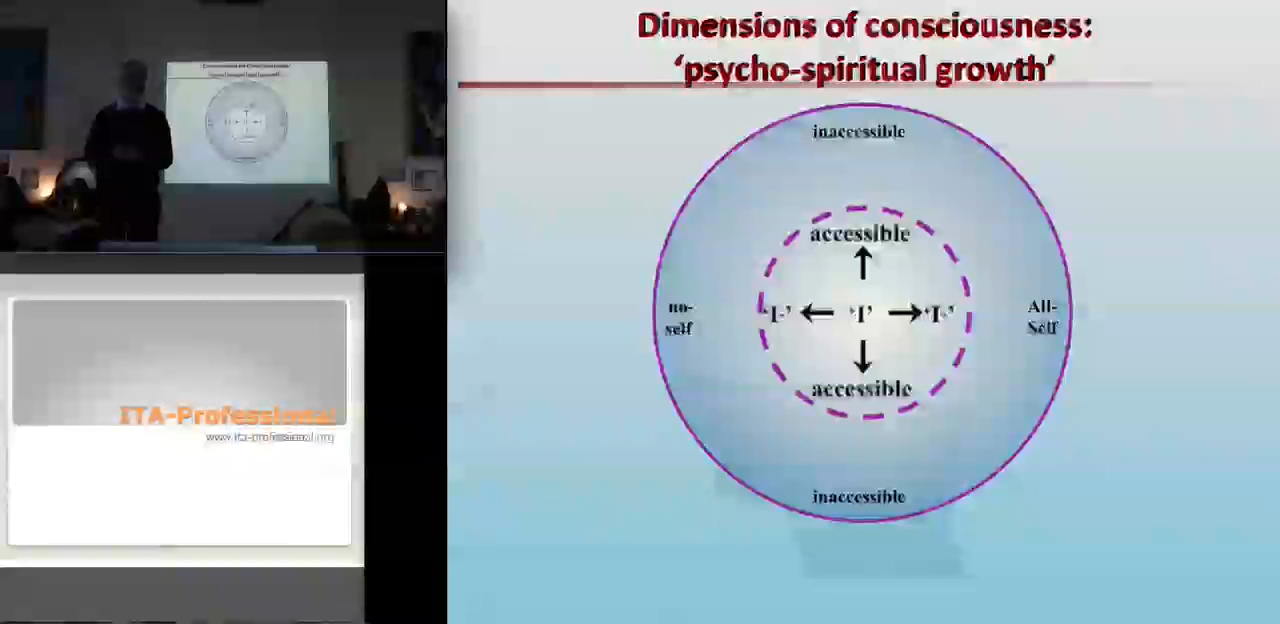 Dimensions of consciousness:
'psycho-spiritual growth'
inaccessible
accessible
no-
self
'I-' 'I' 'I-'
All-
Self
accessible
inaccessible
ITA-Professional
www.ita-professional.org